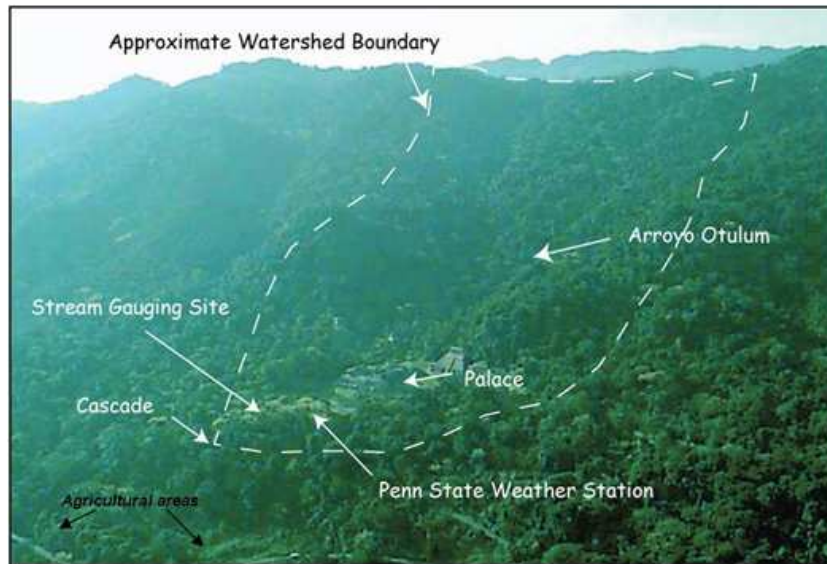 Approximate Watershed Boundary
Arroyo Otulum
Stream Gauging Site
Palace
Cascade
Penn State Weather Station
Agricultural areas